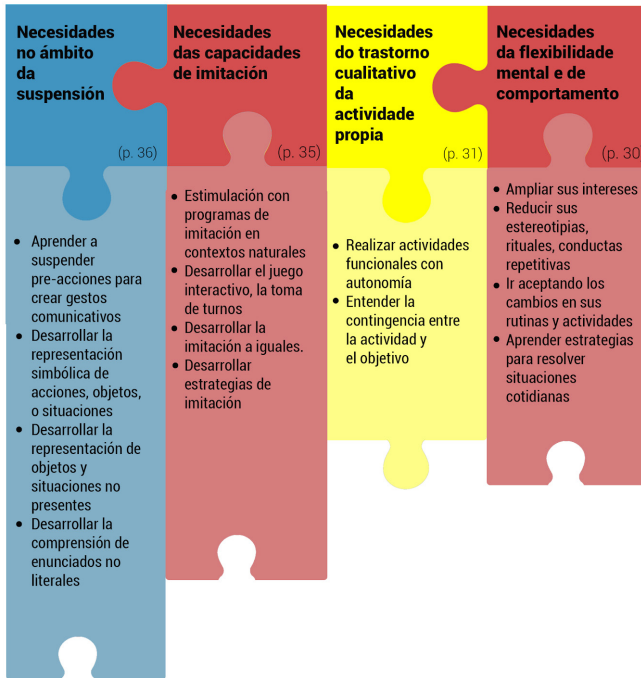 Necesidades
no ámbito
da
suspensión
(p. 36)
• Aprender a
suspender
pre-acciones para
crear gestos
comunicativos
• Desarrollar la
representación
simbólica de
acciones, objetos,
o situaciones
• Desarrollar la
representación de
objetos y
situaciones no
presentes
• Desarrollar la
comprensión de
enunciados no
literales
Necesidades
das capacidades
de imitación
(p. 35)
• Estimulación con
programas de
imitación en
contextos naturales
• Desarrollar el juego
interactivo, la toma
de turnos
• Desarrollar la
imitación a iguales.
• Desarrollar
estrategias de
imitación
Necesidades
do trastorno
cualitativo
da
actividade
propia
(p. 31)
• Realizar actividades
funcionales con
autonomía
• Entender la
contingencia entre
la actividad y
el objetivo
Necesidades
da flexibilidade
mental e de
comportamento
(p. 30
• Ampliar sus intereses
• Reducir sus
estereotipias,
rituales, conductas
repetitivas
• Ir aceptando los
cambios en sus
rutinas y actividades
• Aprender estrategias
para resolver
situaciones
cotidianas